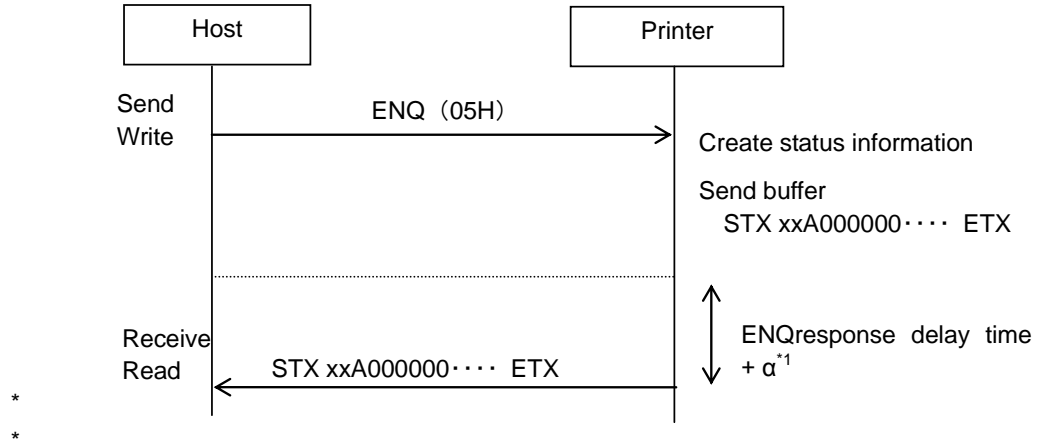 Host
Printer
Send
Write
ENQ（05H）
Create status information
Send buffer
STX xxA000000････ ETX
Receive
Read
STX xxA000000････ ETX
ENQresponse delay time
+ α*1
*
*